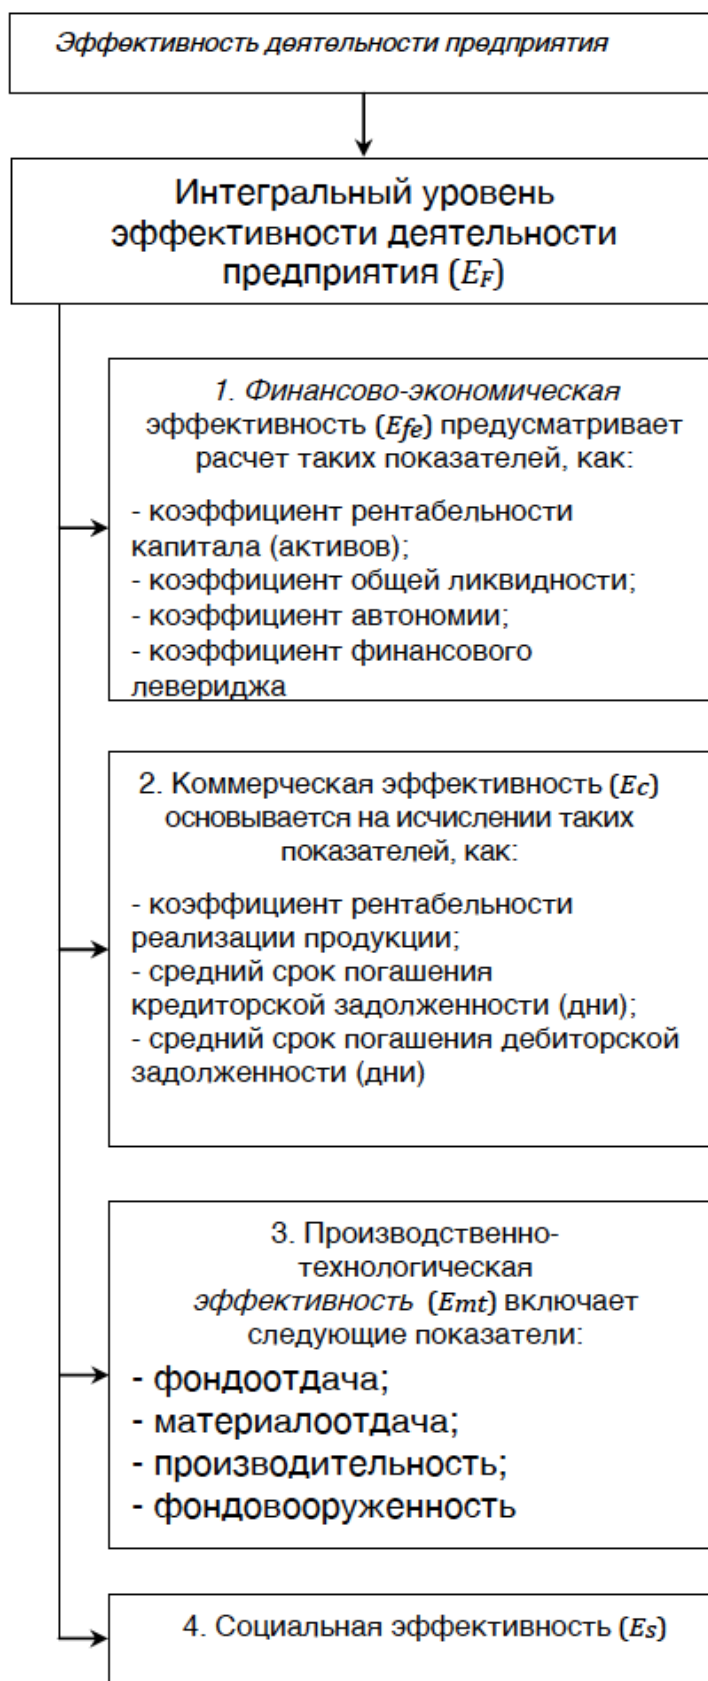 Эффективность деятельности предприятия
Интегральный уровень
эффективности деятельности
предприятия (E_F)
1. Финансово-экономическая
эффективность (Efe) предусматривает
расчет таких показателей, как:
- коэффициент рентабельности
капитала (активов);
- коэффициент общей ликвидности;
- коэффициент автономии;
- коэффициент финансового
левериджа
2. Коммерческая эффективность (Ec)
основывается на исчислении таких
показателей, как:
- коэффициент рентабельности
реализации продукции;
- средний срок погашения
кредиторской задолженности (дни);
- средний срок погашения дебиторской
задолженности (дни)
3. Производственно-
технологическая
эффективность (Emt) включает
следующие показатели:
- фондоотдача;
- материалоотдача;
- производительность;
- фондовооруженность
4. Социальная эффективность (Es)